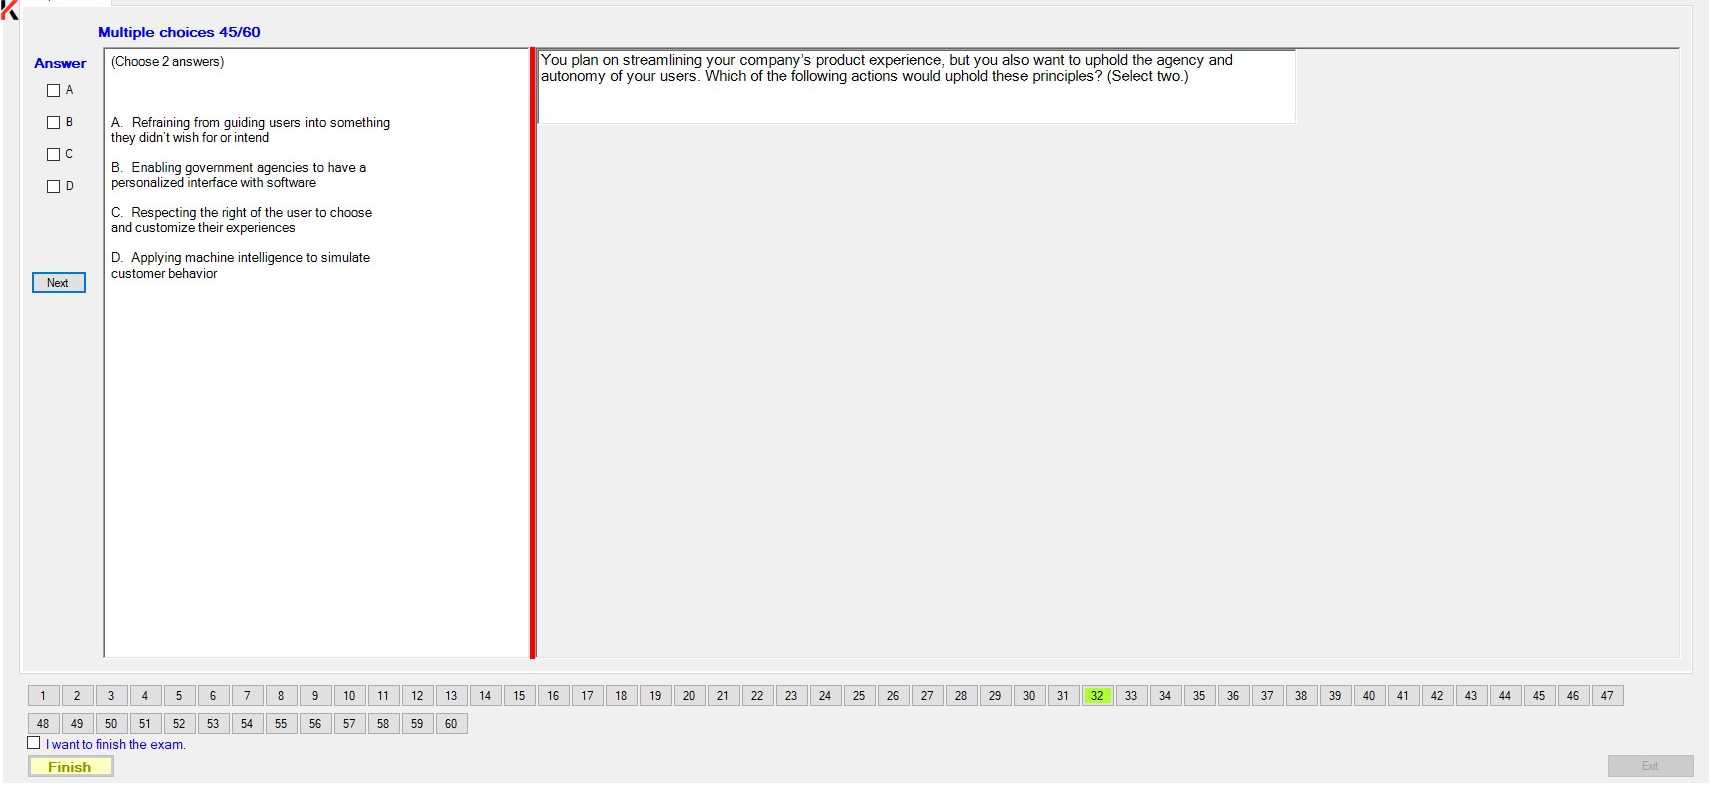 Multiple choices 45/60
Answer
A
B
C
D
Next
(Choose 2 answers)
A. Refraining from guiding users into something
they didn't wish for or intend
B. Enabling government agencies to have a
personalized interface with software
C. Respecting the right of the user to choose
and customize their experiences
D. Applying machine intelligence to simulate
customer behavior
You plan on streamlining your company's product experience, but you also want to uphold the agency and
autonomy of your users. Which of the following actions would uphold these principles? (Select two.)
1 2 3 4 5 6 7 8 9 10 11 12 13 14 15 16 17 18 19 20 21 22 23 24 25 26 27 28 29 30 31 32 33 34 35 36 37 38 39 40 41 42 43 44 45 46 47
48 49 50 51 52 53 54 55 56 57 58 59 60
I want to finish the exam.
Finish
Exit